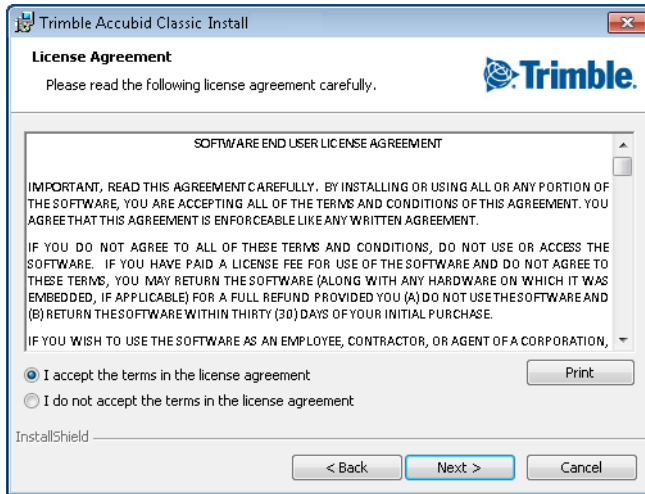 Trimble Accubid Classic Install
License Agreement
Please read the following license agreement carefully.
Trimble.
SOFTWARE END USER LICENSE AGREEMENT
IMPORTANT, READ THIS AGREEMENT CAREFULLY. BY INSTALLING OR USING ALL OR ANY PORTION OF
THE SOFTWARE, YOU ARE ACCEPTING ALL OF THE TERMS AND CONDITIONS OF THIS AGREEMENT. YOU
AGREE THAT THIS AGREEMENT IS ENFORCEABLE LIKE ANY WRITTEN AGREEMENT.
IF YOU DO NOT AGREE TO ALL OF THESE TERMS AND CONDITIONS, DO NOT USE OR ACCESS THE
SOFTWARE. IF YOU HAVE PAID A LICENSE FEE FOR USE OF THE SOFTWARE AND DO NOT AGREE TO
THESE TERMS, YOU MAY RETURN THE SOFTWARE (ALONG WITH ANY HARDWARE ON WHICH IT WAS
EMBEDDED, IF APPLICABLE) FOR A FULL REFUND PROVIDED YOU (A) DO NOT USE THE SOFTWARE AND
(B) RETURN THE SOFTWARE WITHIN THIRTY (30) DAYS OF YOUR INITIAL PURCHASE.
IF YOU WISH TO USE THE SOFTWARE AS AN EMPLOYEE, CONTRACTOR, OR AGENT OF A CORPORATION,
I accept the terms in the license agreement
Print
I do not accept the terms in the license agreement
InstallShield
< Back
Next >
Cancel